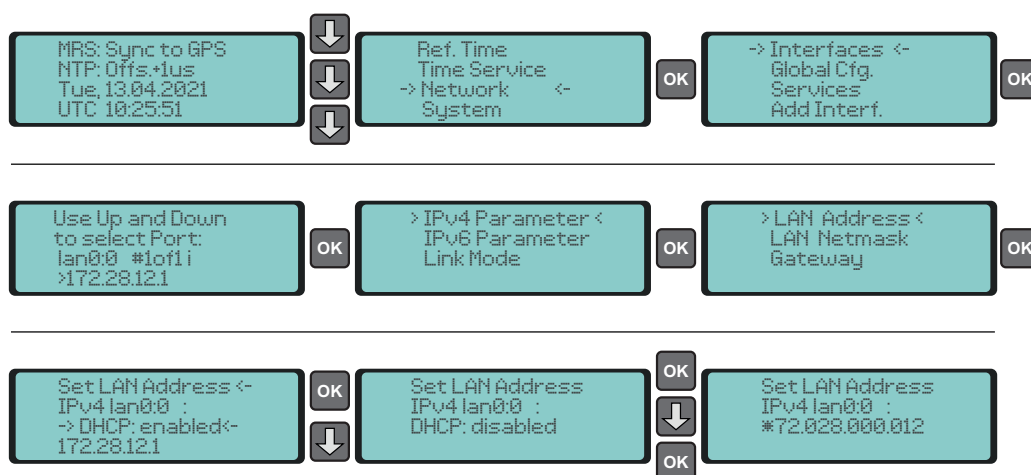 MRS: Sync to GPS
NTP: Offs.+1us
Tue, 13.04.2021
UTC 10:25:51
Ref. Time
Time Service
-> Network <-
System
OK
-> Interfaces <-
Global Cfg.
Services
Add Interf.
OK
Use Up and Down
to select Port:
lan0:0 #1of1 i
>172.28.12.1
OK
> IPv4 Parameter <
IPv6 Parameter
Link Mode
OK
> LAN Address <
LAN Netmask
Gateway
OK
Set LAN Address <-
IPv4 lan0:0 :
-> DHCP: enabled<-
172.28.12.1
OK
Set LAN Address
IPv4 lan0:0 :
DHCP: disabled
OK
OK
Set LAN Address
IPv4 lan0:0 :
*72.028.000.012